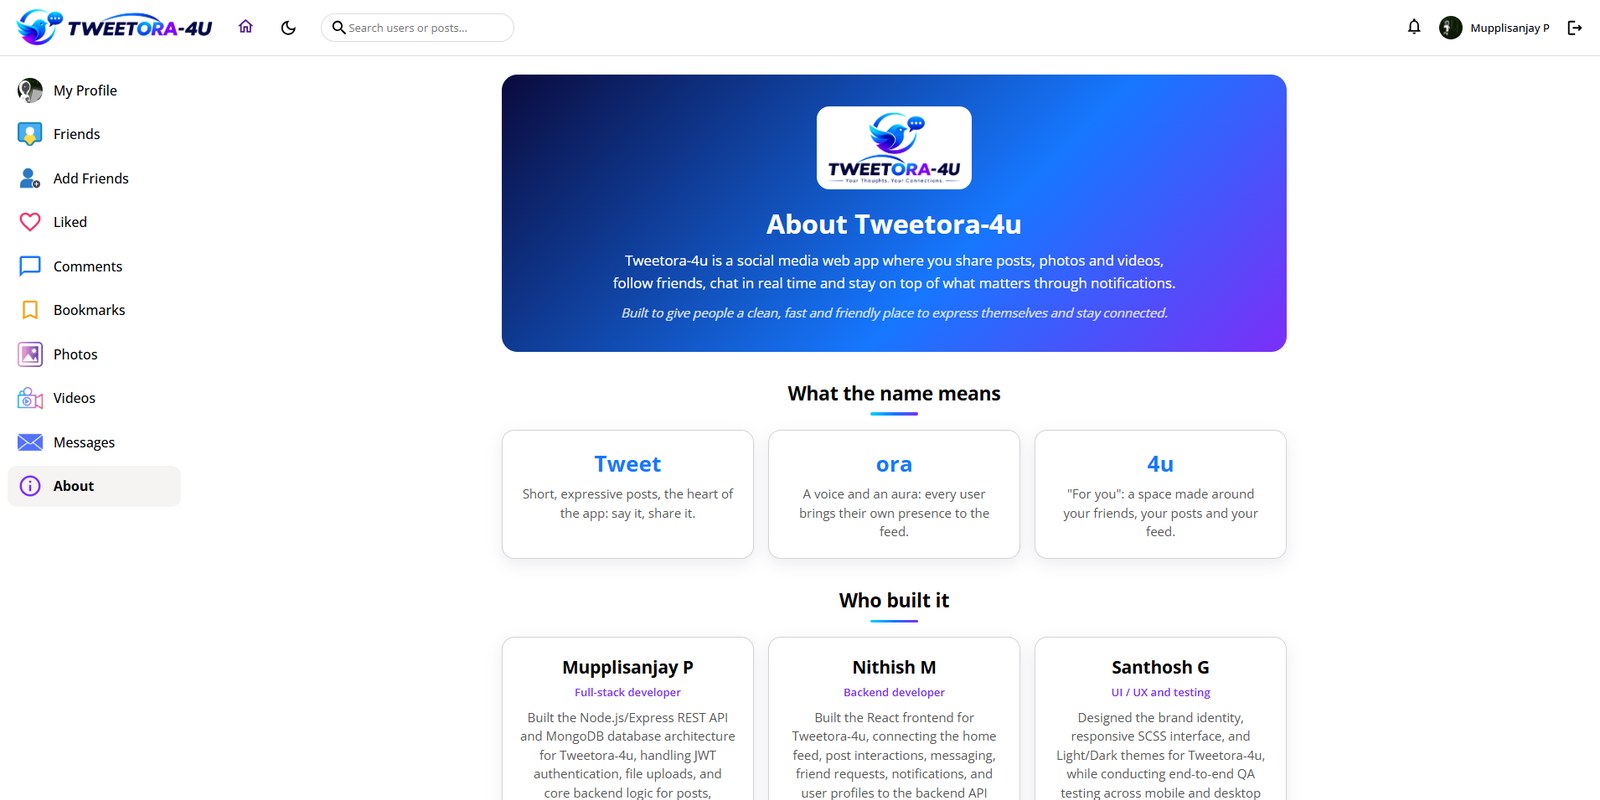 TWEETORA-4U
Search users or posts...
Mupplisanjay P
My Profile
Friends
Add Friends
Liked
Comments
Bookmarks
Photos
Videos
Messages
About
TWEETORA-4U
Your Thoughts. Your Connections.
About Tweetora-4u
Tweetora-4u is a social media web app where you share posts, photos and videos,
follow friends, chat in real time and stay on top of what matters through notifications.
Built to give people a clean, fast and friendly place to express themselves and stay connected.
What the name means
Tweet
Short, expressive posts, the heart of
the app: say it, share it.
ora
A voice and an aura: every user
brings their own presence to the
feed.
4u
"For you": a space made around
your friends, your posts and your
feed.
Who built it
Mupplisanjay P
Full-stack developer
Built the Node.js/Express REST API
and MongoDB database architecture
for Tweetora-4u, handling JWT
authentication, file uploads, and
core backend logic for posts,
Nithish M
Backend developer
Built the React frontend for
Tweetora-4u, connecting the home
feed, post interactions, messaging,
friend requests, notifications, and
user profiles to the backend API
Santhosh G
UI / UX and testing
Designed the brand identity,
responsive SCSS interface, and
Light/Dark themes for Tweetora-4u,
while conducting end-to-end QA
testing across mobile and desktop